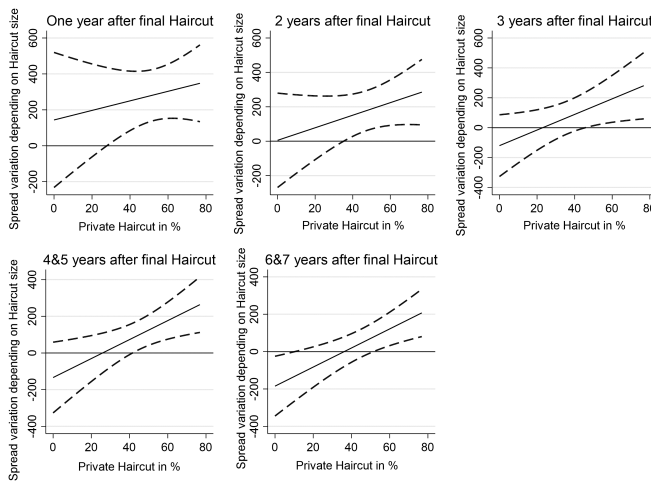 One year after final Haircut
Spread variation depending on Haircut size
600
400
200
0
-200
0 20 40 60 80
Private Haircut in %
2 years after final Haircut
Spread variation depending on Haircut size
600
400
200
0
-200
0 20 40 60 80
Private Haircut in %
3 years after final Haircut
Spread variation depending on Haircut size
600
400
200
0
-200
-400
0 20 40 60 80
Private Haircut in %
4&5 years after final Haircut
Spread variation depending on Haircut size
400
200
0
-200
-400
0 20 40 60 80
Private Haircut in %
6&7 years after final Haircut
Spread variation depending on Haircut size
400
200
0
-200
-400
0 20 40 60 80
Private Haircut in %